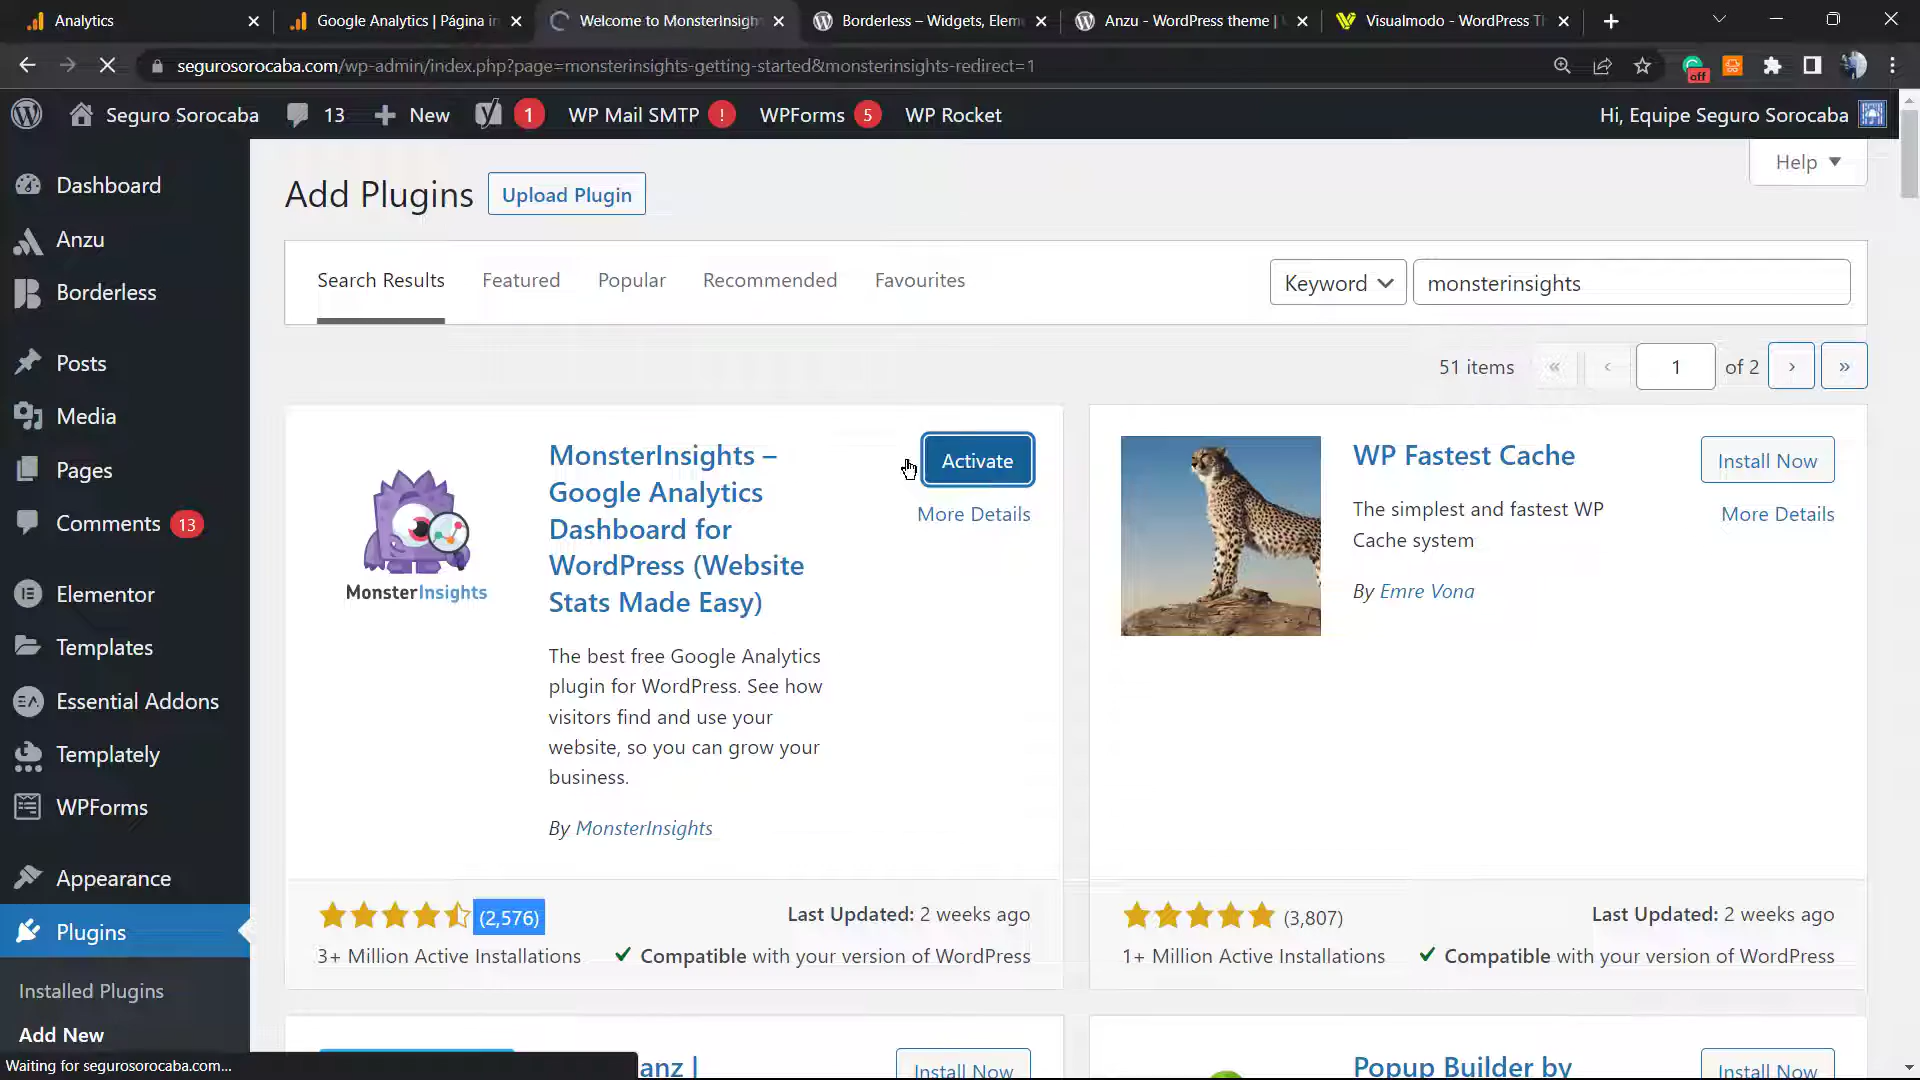 Analytics
Google Analytics | Página in
Welcome to MonsterInsigh
Borderless – Widgets, Elem
Anzu - WordPress theme |
Visualmodo - WordPress Th
segurosorocaba.com/wp-admin/index.php?page=monsterinsights-getting-started&monsterinsights-redirect=1
off
Seguro Sorocaba
13
New
1
WP Mail SMTP !
WPForms 5
WP Rocket
Hi, Equipe Seguro Sorocaba
Dashboard
Anzu
Borderless
Posts
Media
Pages
Comments 13
Elementor
Templates
Essential Addons
Templately
WPForms
Appearance
Plugins
Installed Plugins
Add New
Waiting for segurosorocaba.com...
Help
Add Plugins
Upload Plugin
Search Results
Featured
Popular
Recommended
Favourites
Keyword
monsterinsights
51 items
«
‹
1
of 2
›
»
MonsterInsights
MonsterInsights –
Google Analytics
Dashboard for
WordPress (Website
Stats Made Easy)
Activate
More Details
The best free Google Analytics
plugin for WordPress. See how
visitors find and use your
website, so you can grow your
business.
By MonsterInsights
(2,576)
3+ Million Active Installations
Last Updated: 2 weeks ago
Compatible with your version of WordPress
WP Fastest Cache
Install Now
More Details
The simplest and fastest WP
Cache system
By Emre Vona
(3,807)
1+ Million Active Installations
Last Updated: 2 weeks ago
Compatible with your version of WordPress
anz |
Install Now
Popup Builder by
Install Now